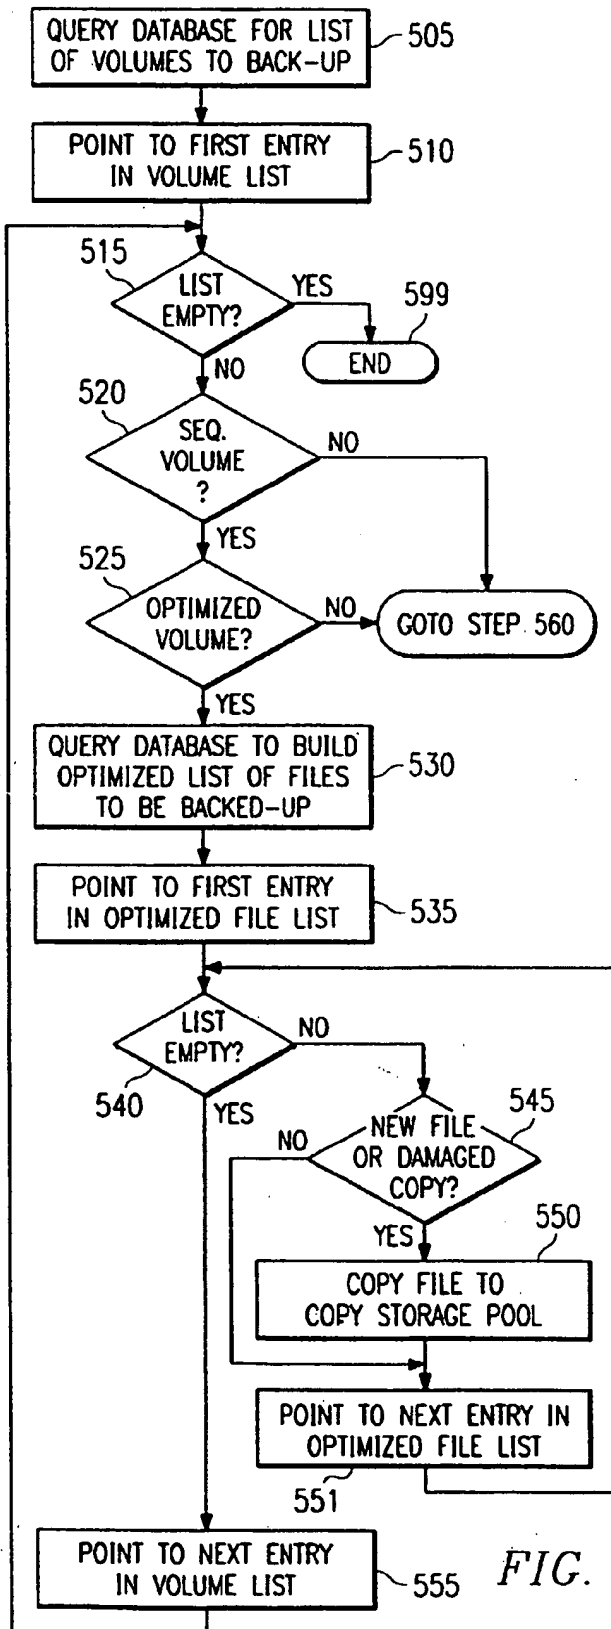 QUERY DATABASE FOR LIST
OF VOLUMES TO BACK-UP
505
POINT TO FIRST ENTRY
IN VOLUME LIST
510
515
LIST
EMPTY?
YES
599
END
NO
520
SEQ.
VOLUME
?
NO
YES
525
OPTIMIZED
VOLUME?
NO
GOTO STEP 560
YES
QUERY DATABASE TO BUILD
OPTIMIZED LIST OF FILES
TO BE BACKED-UP
530
POINT TO FIRST ENTRY
IN OPTIMIZED FILE LIST
535
LIST
EMPTY?
NO
540
YES
545
NEW FILE
OR DAMAGED
COPY?
NO
YES
550
COPY FILE TO
COPY STORAGE POOL
POINT TO NEXT ENTRY IN
OPTIMIZED FILE LIST
551
POINT TO NEXT ENTRY
IN VOLUME LIST
555
FIG.